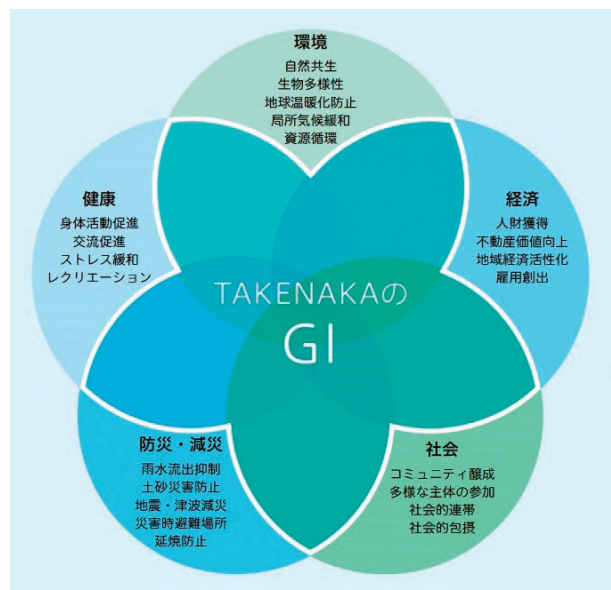 環境
自然共生
生物多様性
地球温暖化防止
局所気候緩和
資源循環
健康
身体活動促進
交流促進
ストレス緩和
レクリエーション
経済
人財獲得
不動産価値向上
地域経済活性化
雇用創出
TAKENAKAの
GI
防災・減災
雨水流出抑制
土砂災害防止
地震・津波減災
災害時避難場所
延焼防止
社会
コミュニティ醸成
多様な主体の参加
社会的連帯
社会的包摂